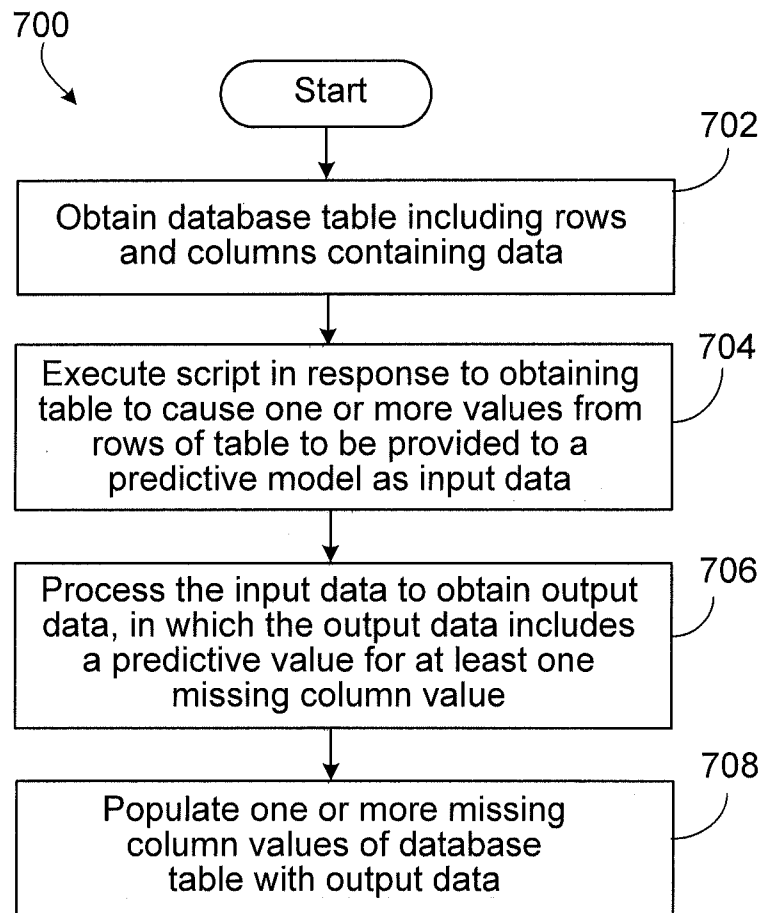 700
Start
702
Obtain database table including rows
and columns containing data
704
Execute script in response to obtaining
table to cause one or more values from
rows of table to be provided to a
predictive model as input data
706
Process the input data to obtain output
data, in which the output data includes
a predictive value for at least one
missing column value
708
Populate one or more missing
column values of database
table with output data